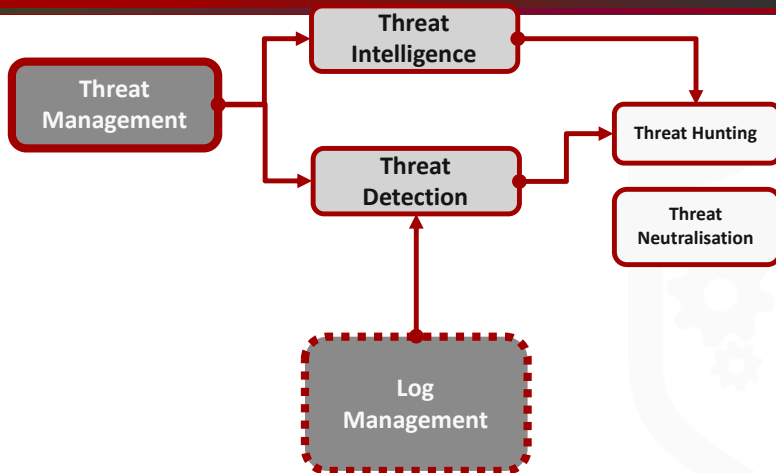 Threat
Intelligence
Threat
Management
Threat Hunting
Threat
Detection
Threat
Neutralisation
Log
Management